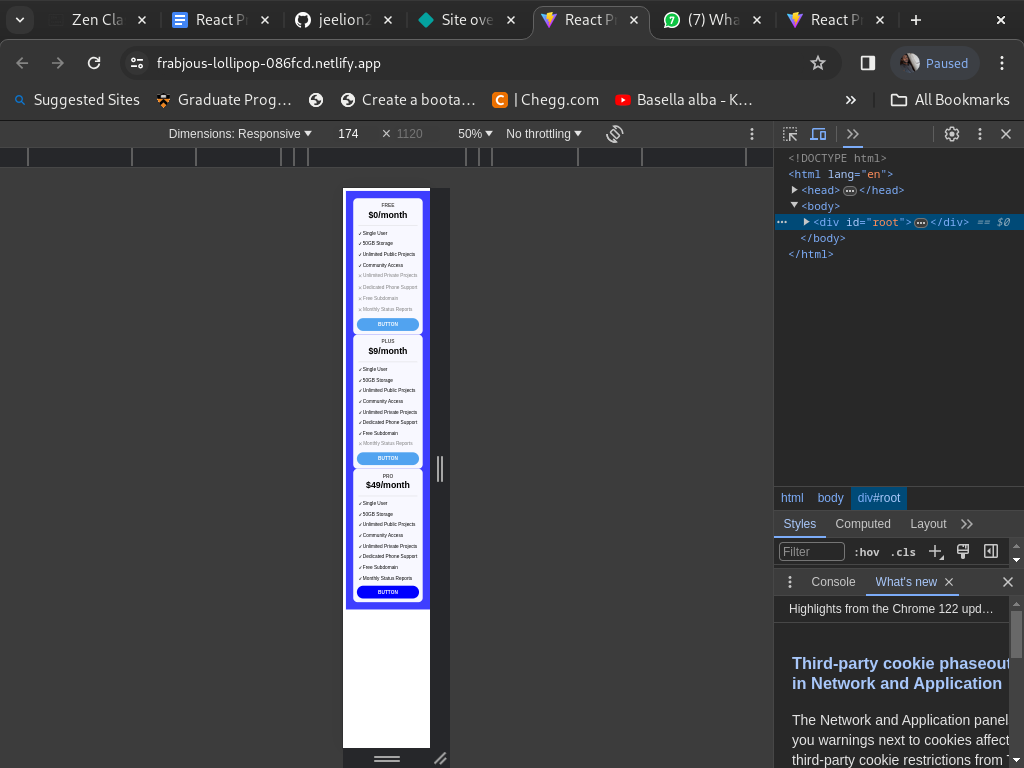 Zen Cla
React P
jeelion2
Site ove
React P
(7) Wha
React P
frabjous-lollipop-086fcd.netlify.app
Paused
Suggested Sites
Graduate Prog…
Create a boota…
| Chegg.com
Basella alba - K…
All Bookmarks
Dimensions: Responsive
174
×
1120
50%
No throttling
FREE
$0/month
✓Single User
✓50GB Storage
✓Unlimited Public Projects
✓Community Access
×Unlimited Private Projects
×Dedicated Phone Support
×Free Subdomain
×Monthly Status Reports
BUTTON
PLUS
$9/month
✓Single User
✓50GB Storage
✓Unlimited Public Projects
✓Community Access
✓Unlimited Private Projects
✓Dedicated Phone Support
✓Free Subdomain
×Monthly Status Reports
BUTTON
PRO
$49/month
✓Single User
✓50GB Storage
✓Unlimited Public Projects
✓Community Access
✓Unlimited Private Projects
✓Dedicated Phone Support
✓Free Subdomain
✓Monthly Status Reports
BUTTON
<!DOCTYPE html>
<html lang="en">
<head> … </head>
<body>
<div id="root"> … </div> == $0
</body>
</html>
html body div#root
Styles Computed Layout
Filter :hov .cls
Console What's new
Highlights from the Chrome 122 upd…
Third-party cookie phaseout
in Network and Application
The Network and Application panel
you warnings next to cookies affect
third-party cookie restrictions from